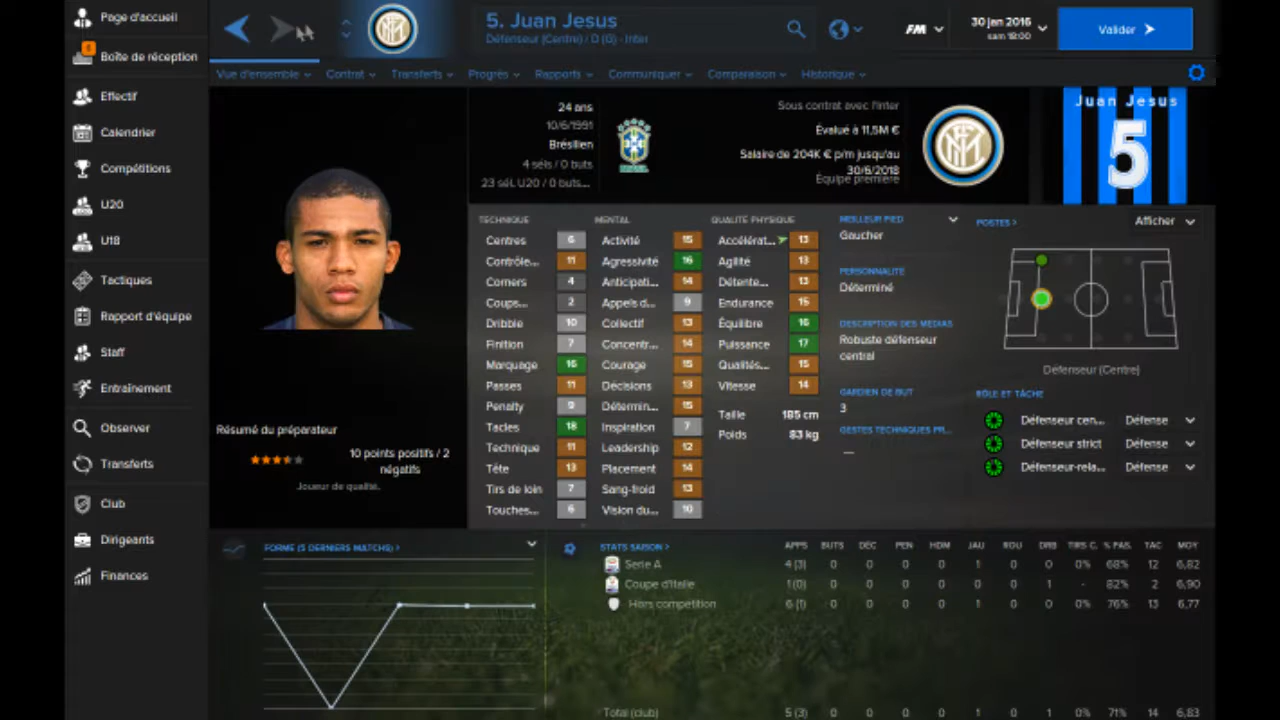 Page d'accueil
Boîte de réception
Effectif
Calendrier
Compétitions
U20
U18
Tactiques
Rapport d'équipe
Staff
Entraînement
Observer
Transferts
Club
Dirigeants
Finances
5. Juan Jesus
Défenseur (Centre) / D (G) - Inter
FM
30 jan 2016
sam 18:00
Valider
Vue d'ensemble Contrat Transferts Progrès Rapports Communiquer Comparaison Historique
24 ans
10/6/1991
Brésilien
4 séls / 0 buts
23 sél. U20 / 0 buts...
Sous contrat avec l'Inter
Évalué à 11,5M €
Salaire de 204K € p/m jusqu'au
30/6/2018
Équipe première
Juan Jesus
5
Résumé du préparateur
10 points positifs / 2
négatifs
Joueur de qualité.
TECHNIQUE
Centres 6
Contrôle... 11
Corners 4
Coups... 2
Dribble 10
Finition 7
Marquage 16
Passes 11
Penalty 9
Tacles 18
Technique 11
Tête 13
Tirs de loin 7
Touches... 6
MENTAL
Activité 15
Agressivité 16
Anticipati... 14
Appels d... 9
Collectif 13
Concentr... 14
Courage 15
Décisions 13
Détermin... 15
Inspiration 7
Leadership 12
Placement 14
Sang-froid 13
Vision du... 10
QUALITÉ PHYSIQUE
Accélérat... 13
Agilité 13
Détente... 13
Endurance 15
Équilibre 16
Puissance 17
Qualités... 15
Vitesse 14
Taille 185 cm
Poids 83 kg
MEILLEUR PIED
Gaucher
PERSONNALITÉ
Déterminé
DESCRIPTION DES MÉDIAS
Robuste défenseur
central
GARDIEN DE BUT
3
GESTES TECHNIQUES PR...
—
POSTES >
Afficher
Défenseur (Centre)
RÔLE ET TÂCHE
Défenseur cen... Défense
Défenseur strict Défense
Défenseur-rela... Défense
FORME (5 DERNIERS MATCHS) >
STATS SAISON > APPS BUTS DÉC PEN HDM JAU ROU DRB TIRS C. % PAS. TAC MOY
Serie A 4 (3) 0 0 0 0 1 0 0 0% 68% 12 6,82
Coupe d'Italie 1 (0) 0 0 0 0 0 0 1 - 82% 2 6,90
Hors compétition 6 (1) 0 0 0 0 1 0 0 0% 76% 13 6,77
Total (club) 5 (3) 0 0 0 0 1 0 1 0% 71% 14 6,83